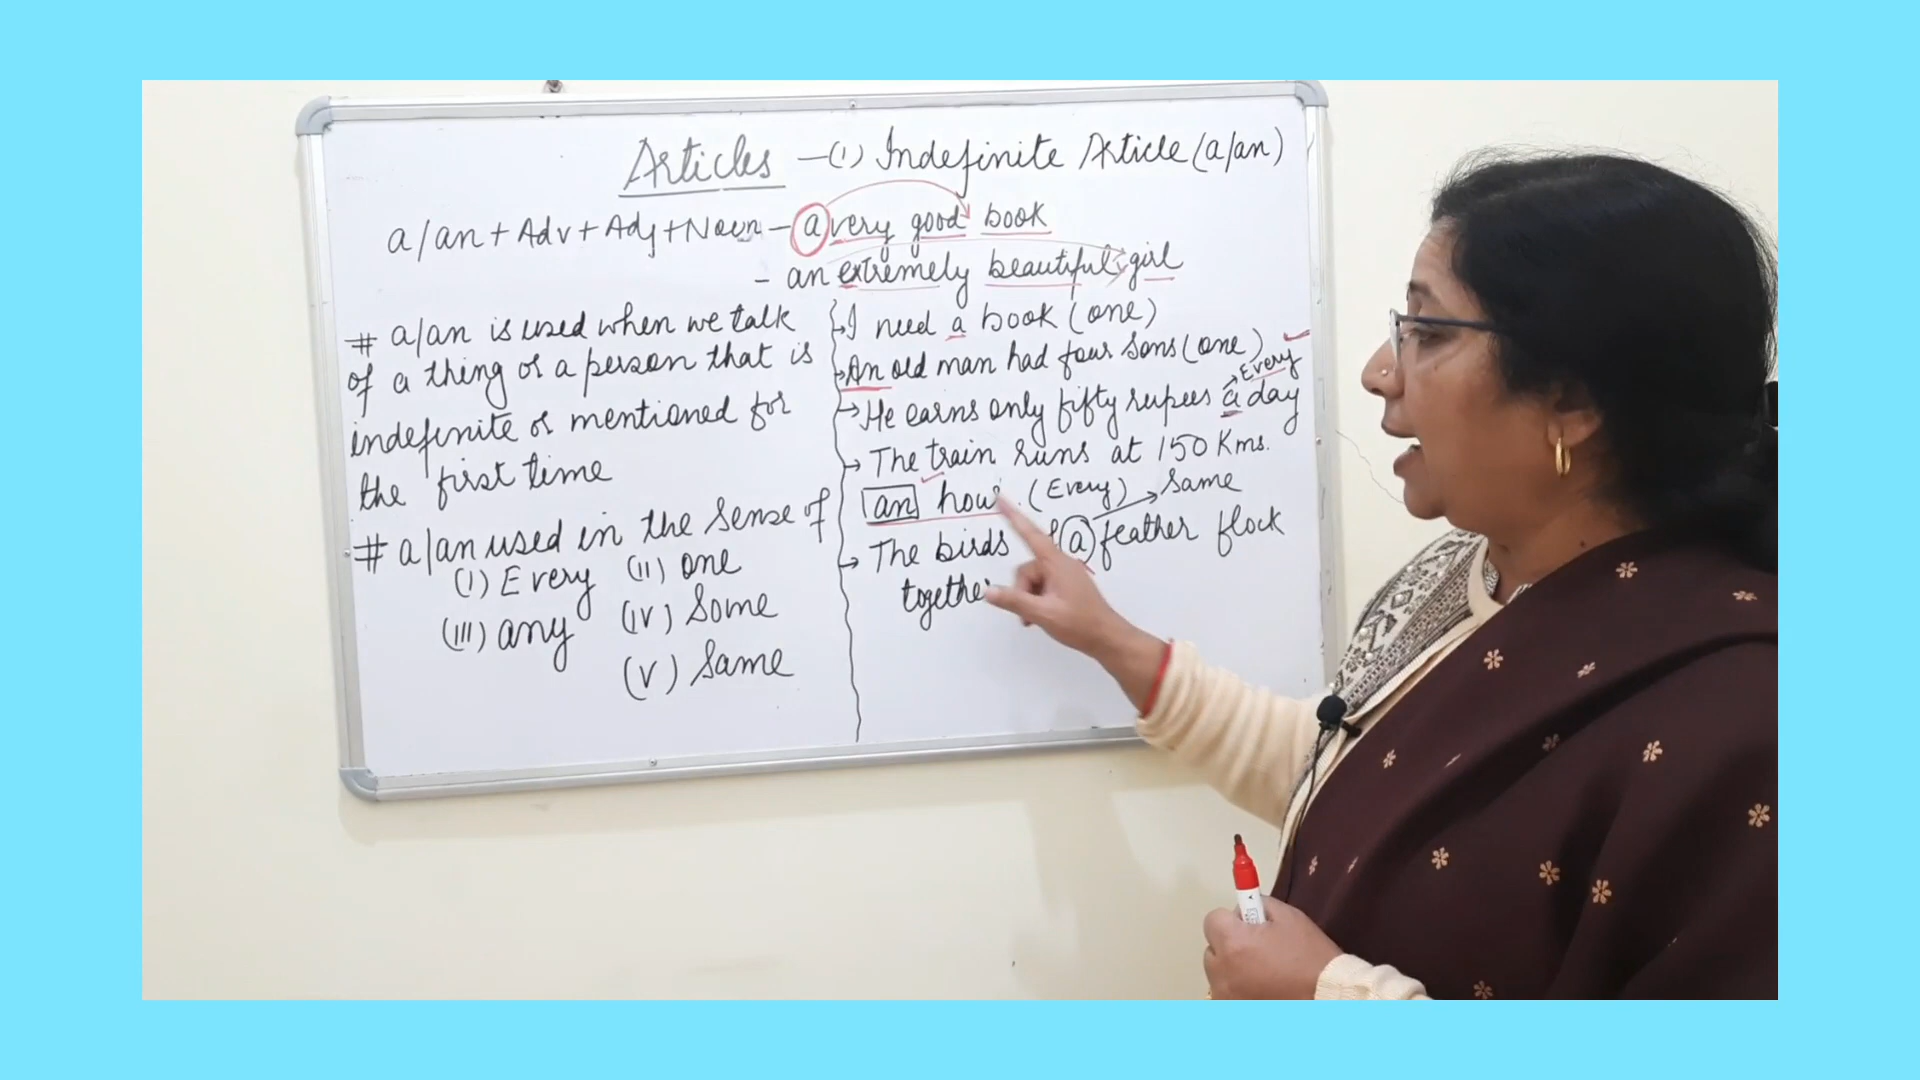 Articles - (1) Indefinite Article (a/an)
a/an + Adv + Adj + Noun - a very good book
- an extremely beautiful girl
# a/an is used when we talk
of a thing or a person that is
indefinite or mentioned for
the first time
# a/an used in the sense of
(I) Every (II) one
(III) any (IV) Some
(V) Same
→ I need a book (one)
→ An old man had four sons (one)
→ Every
→ He earns only fifty rupees a day
→ The train runs at 150 Kms.
an hour. (Every) → Same
→ The birds of a feather flock
together